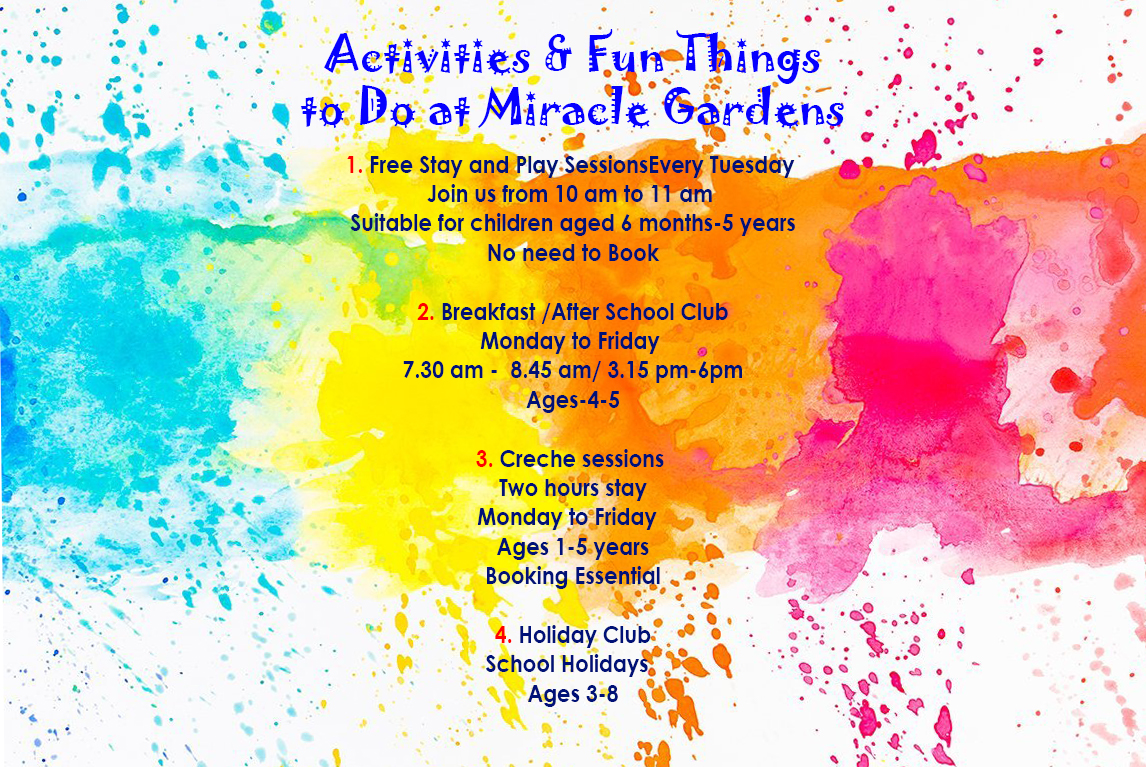 Activities & Fun Things
to Do at Miracle Gardens
1. Free Stay and Play SessionsEvery Tuesday
Join us from 10 am to 11 am
Suitable for children aged 6 months-5 years
No need to Book
2. Breakfast /After School Club
Monday to Friday
7.30 am -  8.45 am/ 3.15 pm-6pm
Ages-4-5
3. Creche sessions
Two hours stay
Monday to Friday
Ages 1-5 years
Booking Essential
4. Holiday Club
School Holidays
Ages 3-8